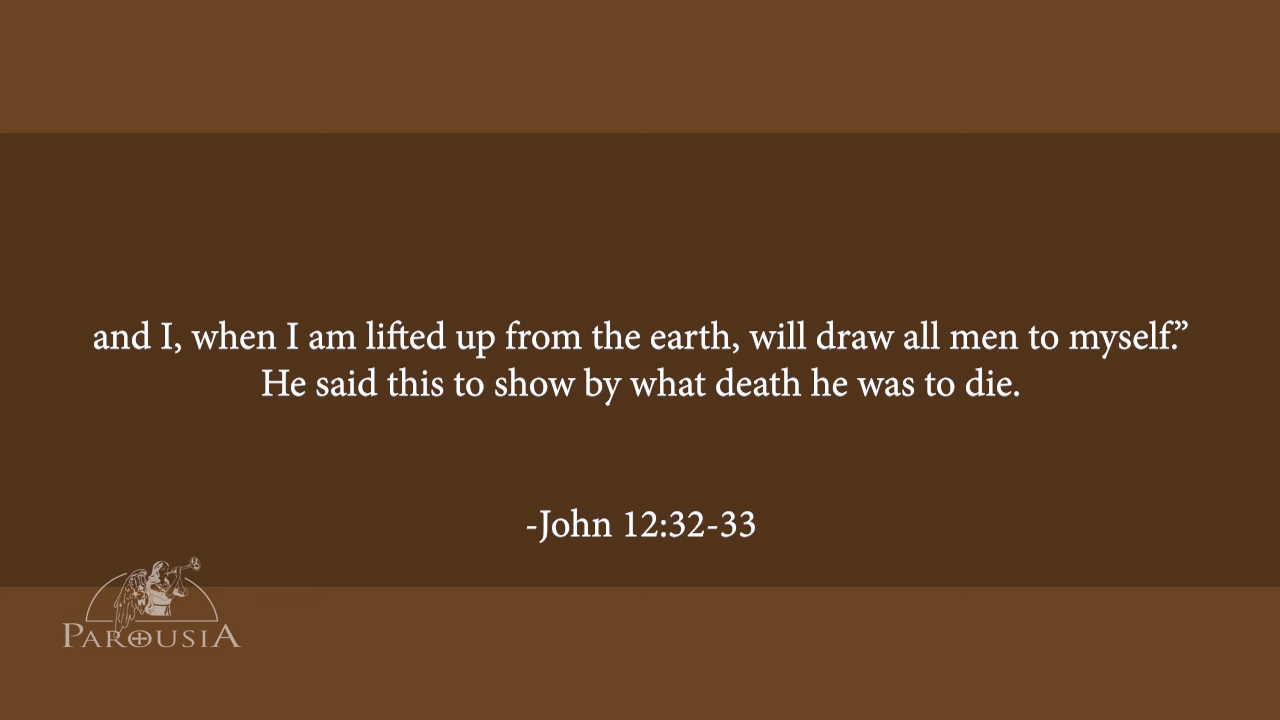 and I, when I am lifted up from the earth, will draw all men to myself.”
He said this to show by what death he was to die.
-John 12:32-33
PAROUSIA